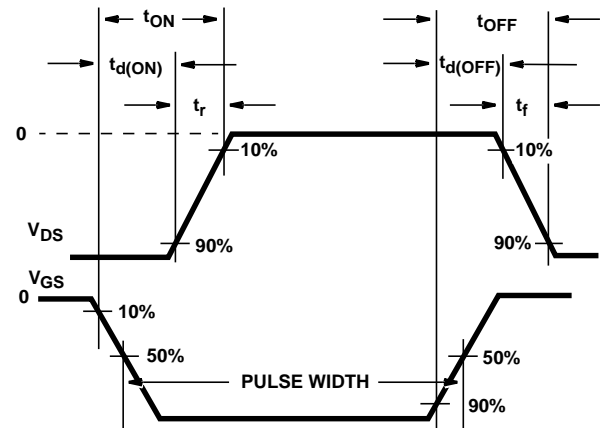 tON
tOFF
td(ON)
td(OFF)
tr
tf
0
10%
10%
VDS
90%
90%
VGS
0
10%
50%
50%
PULSE WIDTH
90%